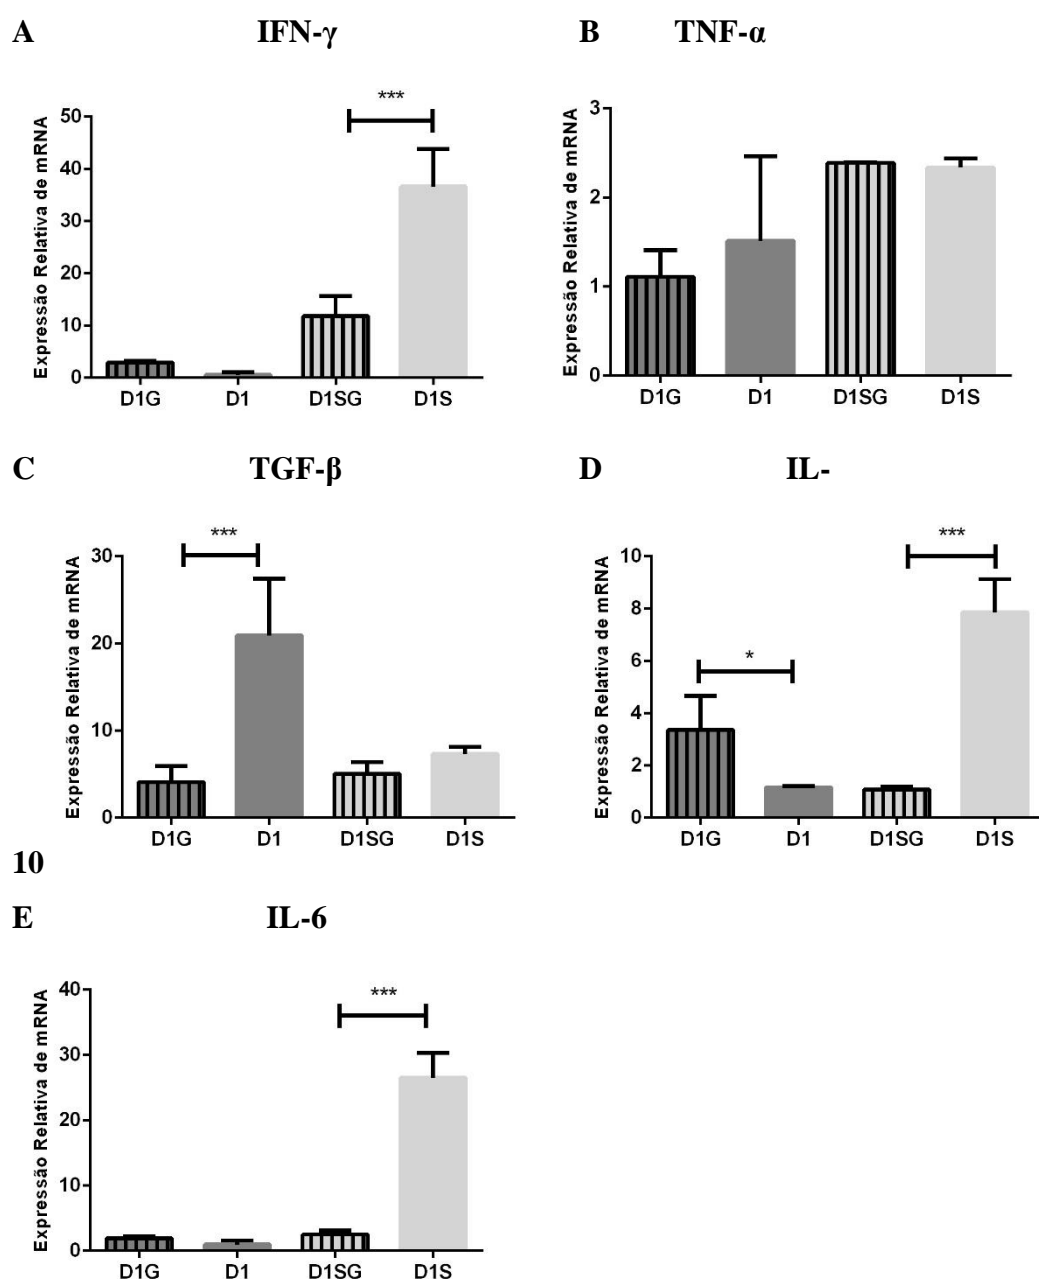 A IFN-γ B TNF-α
*** 
50
40
30
20
10
0
Expressão Relativa de mRNA
D1G D1 D1SG D1S
3
2
1
0
Expressão Relativa de mRNA
D1G D1 D1SG D1S
C TGF-β D IL-
***
30
20
10
0
Expressão Relativa de mRNA
D1G D1 D1SG D1S
***
*
10
8
6
4
2
0
Expressão Relativa de mRNA
D1G D1 D1SG D1S
10
E IL-6
***
40
30
20
10
0
Expressão Relativa de mRNA
D1G D1 D1SG D1S